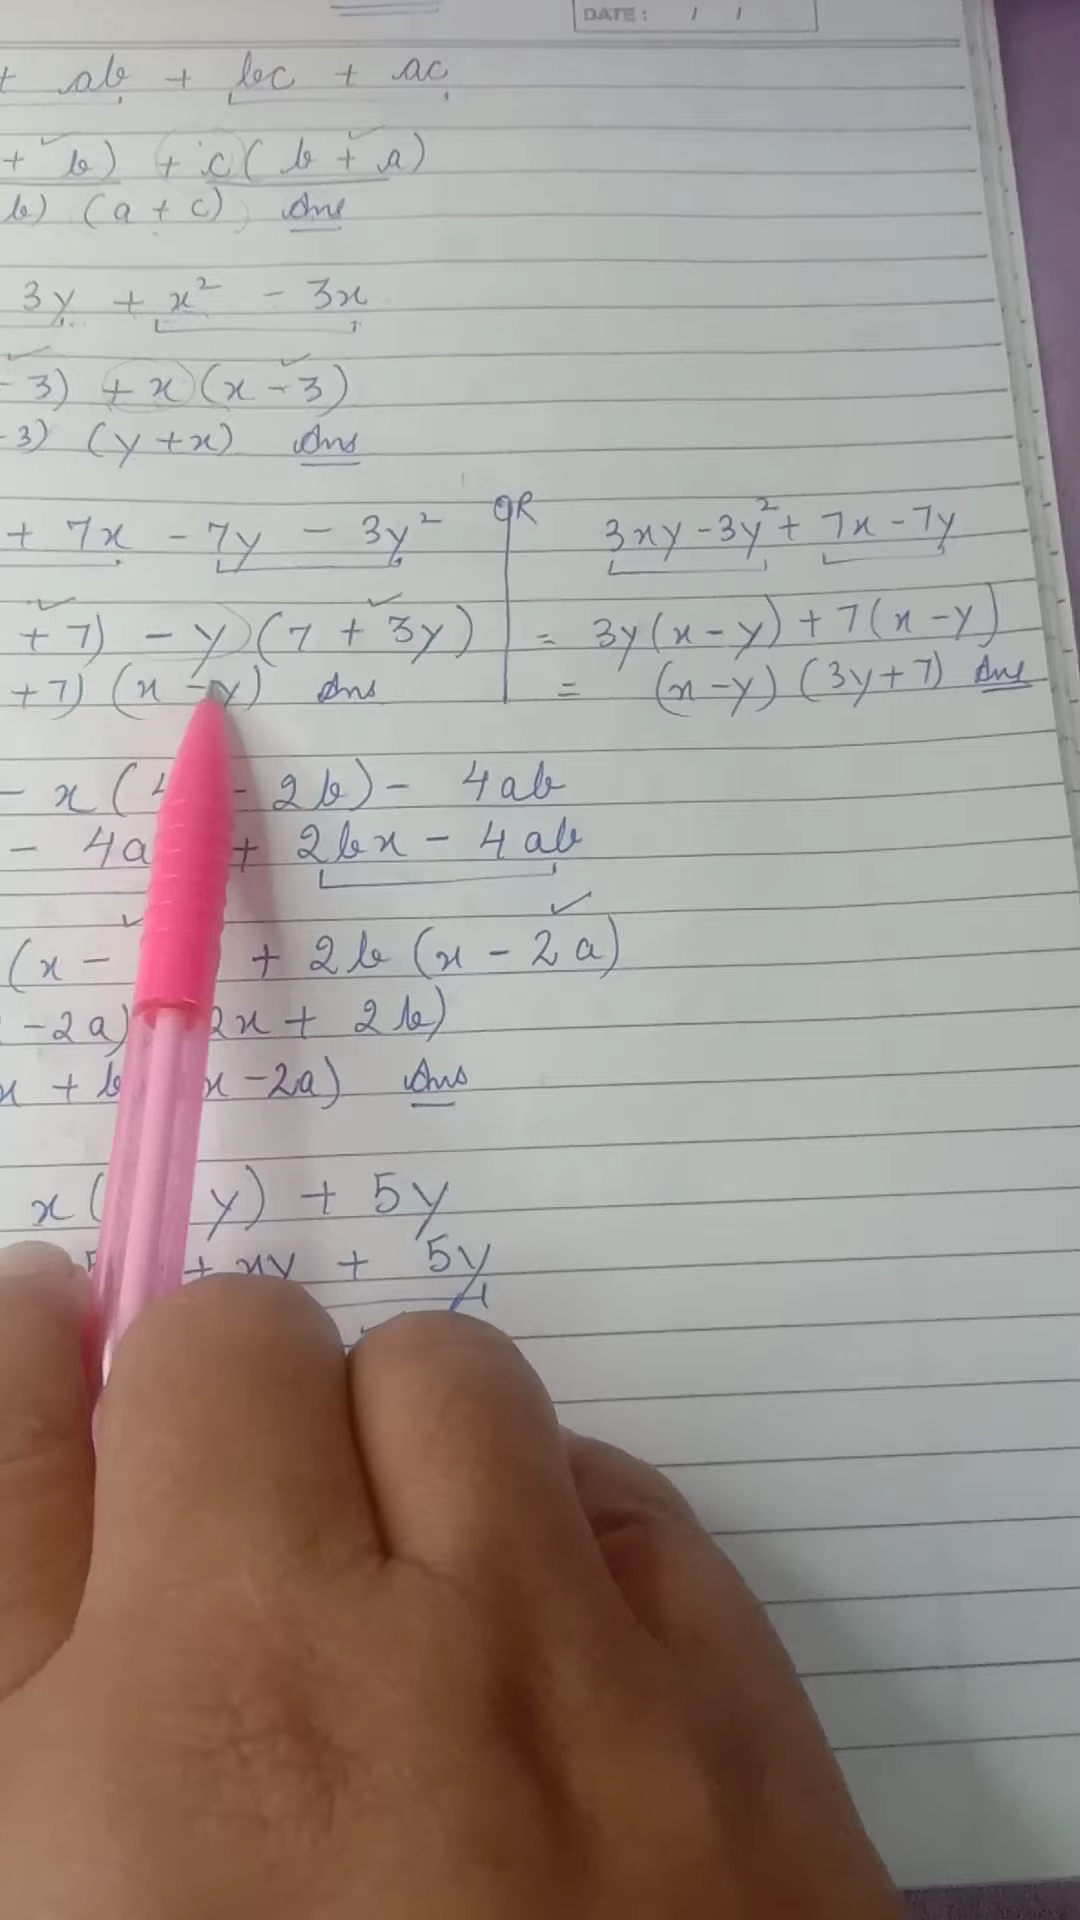 DATE: / /
+ ab + bc + ac
+ b) + c(b + a)
b) (a + c) Ans
3y + x² - 3x
- 3) + x(x - 3)
-3) (y + x) Ans
+ 7x - 7y - 3y² OR 3xy - 3y² + 7x - 7y
+ 7) - y(7 + 3y) = 3y(x - y) + 7(x - y)
+ 7) (x - y) Ans = (x - y) (3y + 7) Ans
- x(4 - 2b) - 4ab
- 4a + 2bx - 4ab
(x - + 2b(x - 2a)
- 2a) 2x + 2b)
x + b x - 2a) Ans
x( y) + 5y
+ xy + 5y